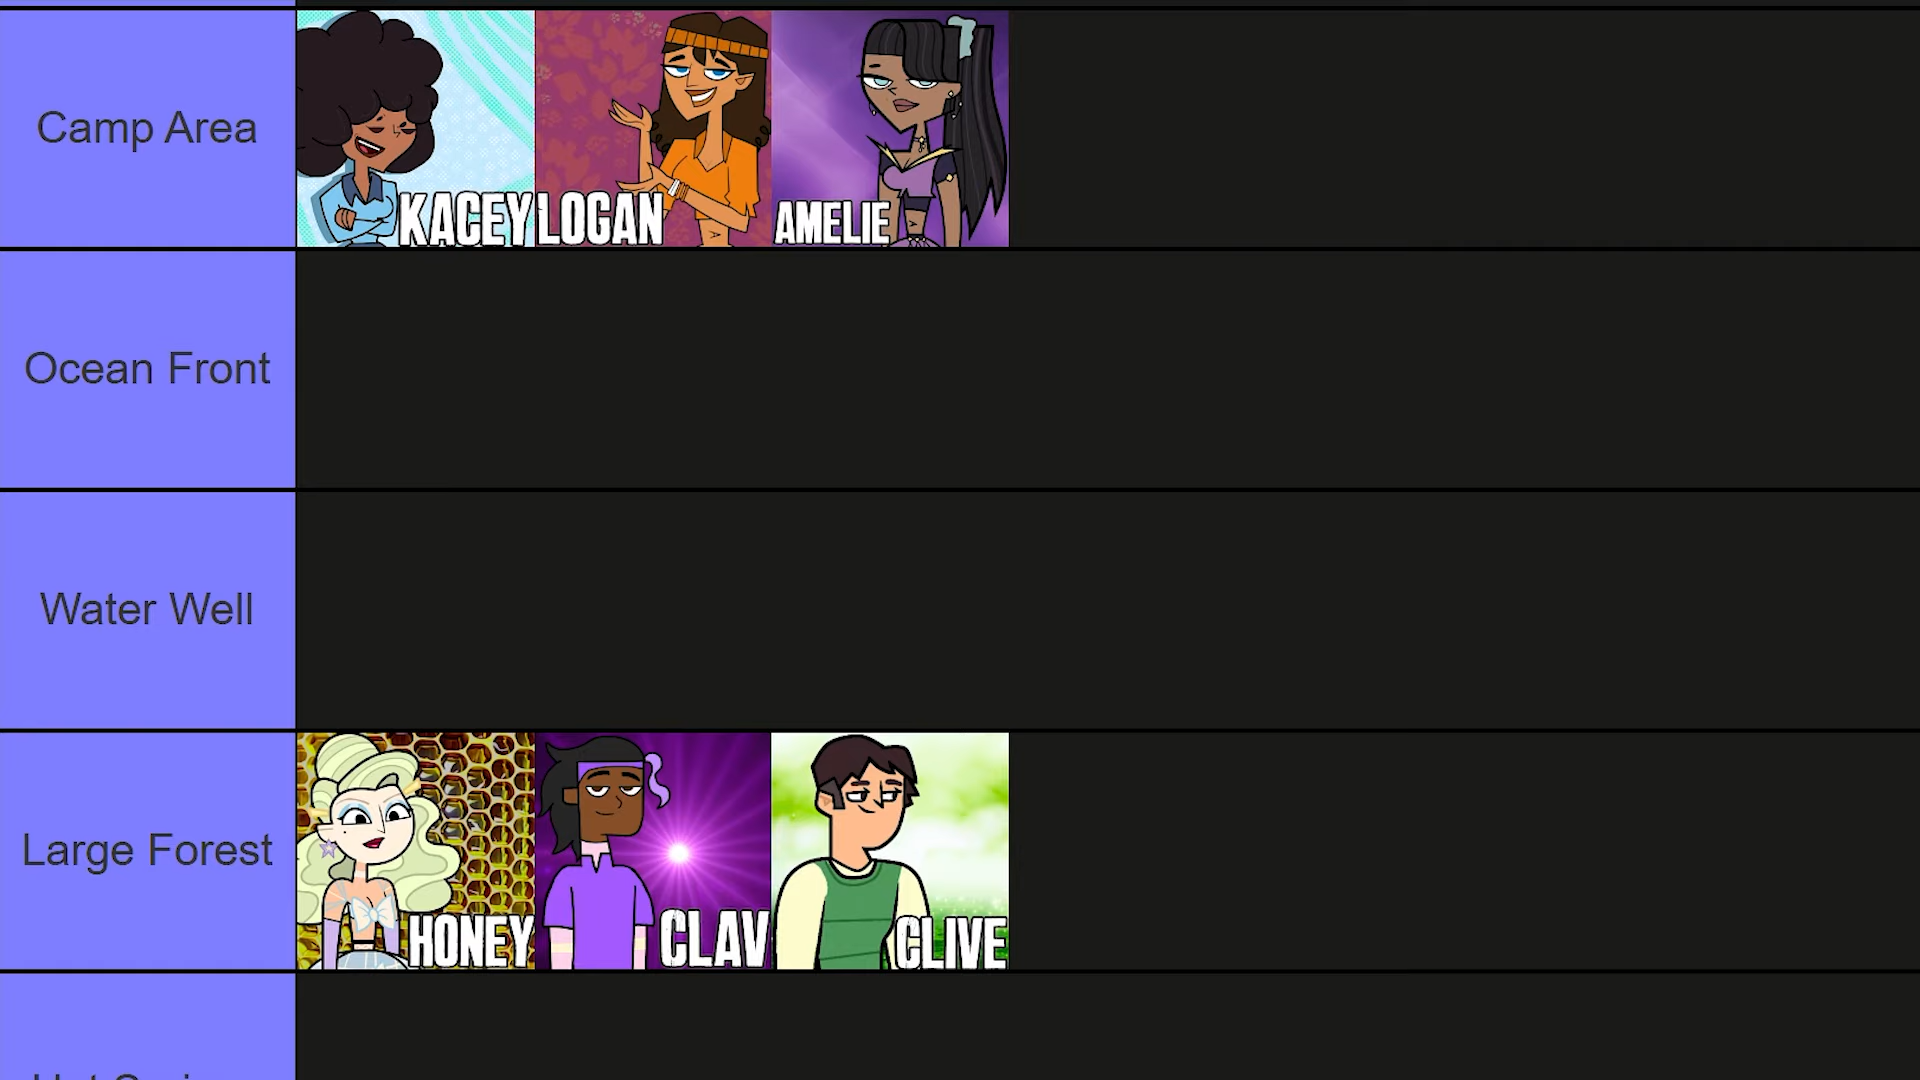 Camp Area
KACEY
LOGAN
AMELIE
Ocean Front
Water Well
Large Forest
HONEY
CLAV
CLIVE